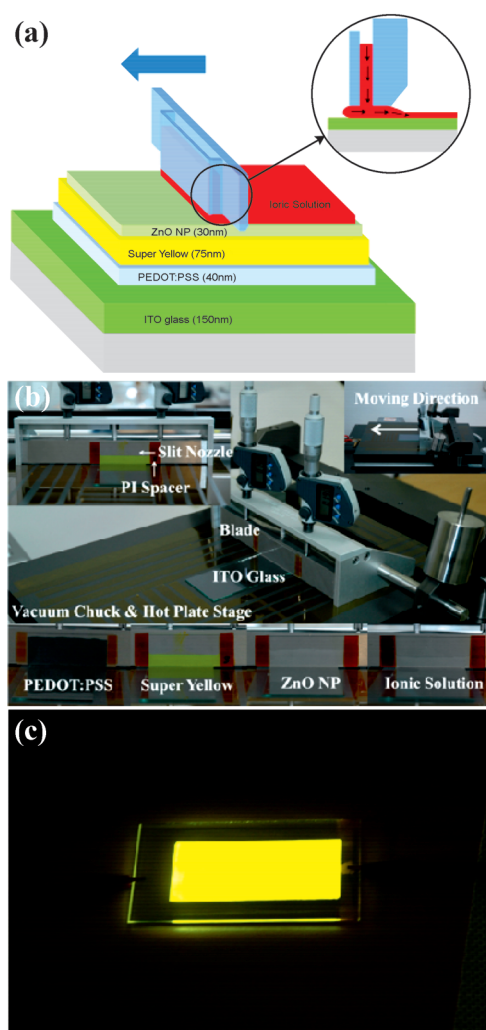 (a)
Ionic Solution
ZnO NP (30nm)
Super Yellow (75nm)
PEDOT:PSS (40nm)
ITO glass (150nm)
(b)
Moving Direction
Slit Nozzle
PI Spacer
Blade
ITO Glass
Vacuum Chuck & Hot Plate Stage
PEDOT:PSS
Super Yellow
ZnO NP
Ionic Solution
(c)